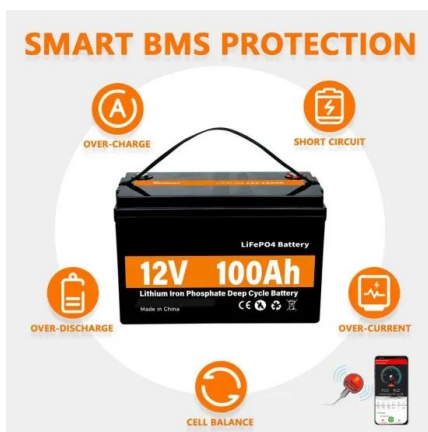 SMART BMS PROTECTION
A
OVER-CHARGE
SHORT CIRCUIT
LiFePO4 Battery
12V 100Ah
Lithium Iron Phosphate Deep Cycle Battery
Made in China
CE
OVER-DISCHARGE
OVER-CURRENT
CELL BALANCE